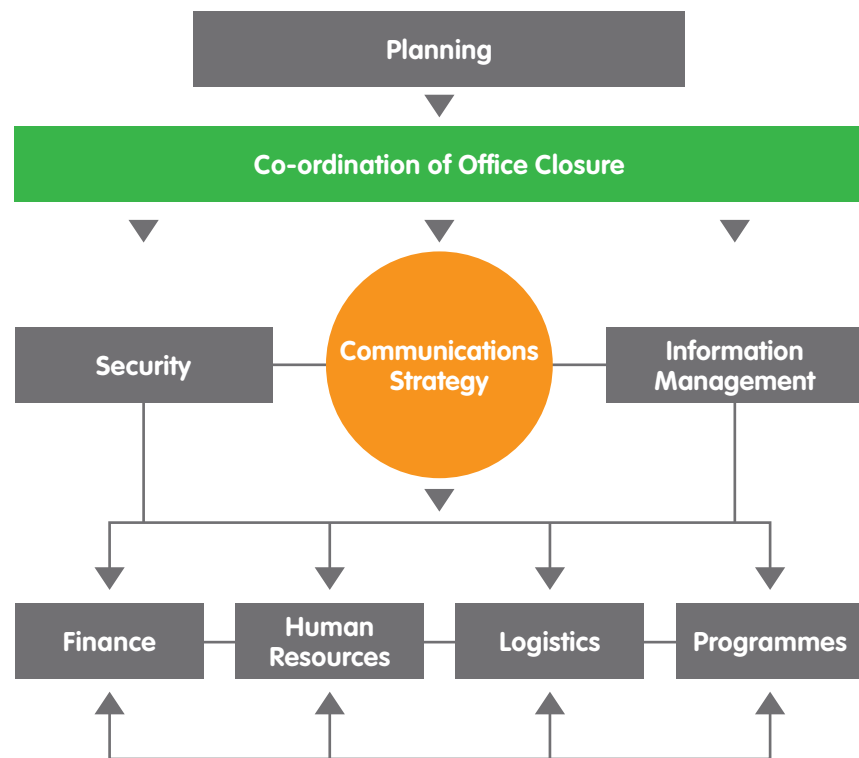 Planning
Co-ordination of Office Closure
Security
Communications
Strategy
Information
Management
Finance
Human
Resources
Logistics
Programmes